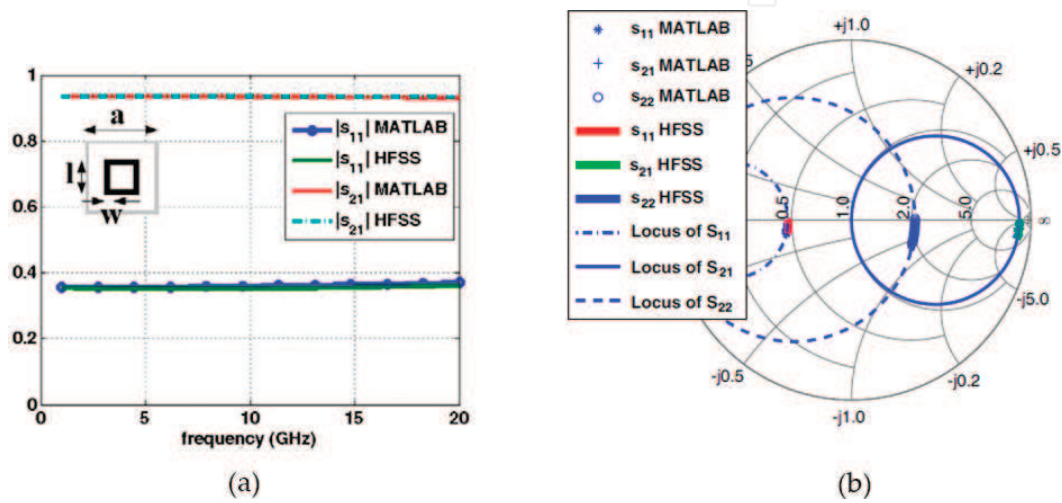 1
0.8
0.6
0.4
0.2
0
0
5
10
15
20
frequency (GHz)
a
l
w
|s11| MATLAB
|s11| HFSS
|s21| MATLAB
|s21| HFSS
(a)
s11 MATLAB
s21 MATLAB
s22 MATLAB
s11 HFSS
s21 HFSS
s22 HFSS
Locus of S11
Locus of S21
Locus of S22
+j1.0
+j0.2
+j0.5
0.5
1.0
2.0
5.0
∞
-j5.0
-j0.5
-j0.2
-j1.0
(b)